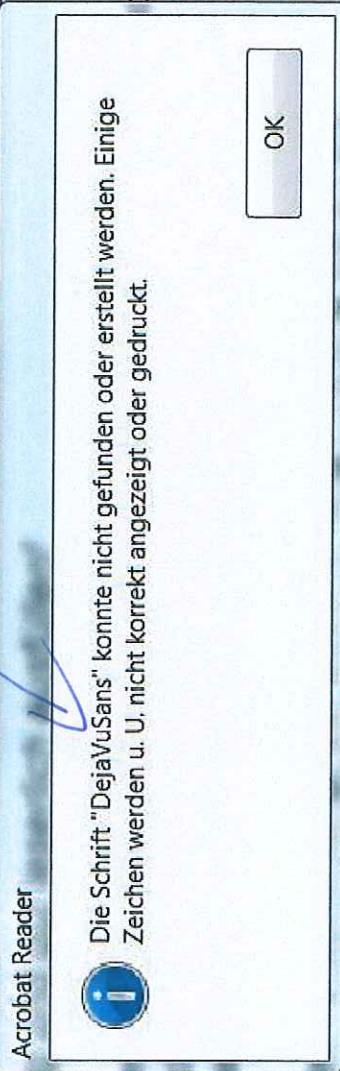 Acrobat Reader
Die Schrift "DejaVuSans" konnte nicht gefunden oder erstellt werden. Einige
Zeichen werden u. U. nicht korrekt angezeigt oder gedruckt.
OK